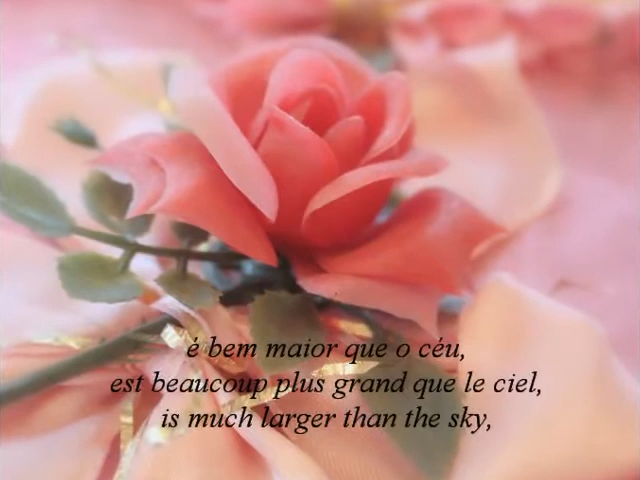 é bem maior que o céu,
est beaucoup plus grand que le ciel,
is much larger than the sky,